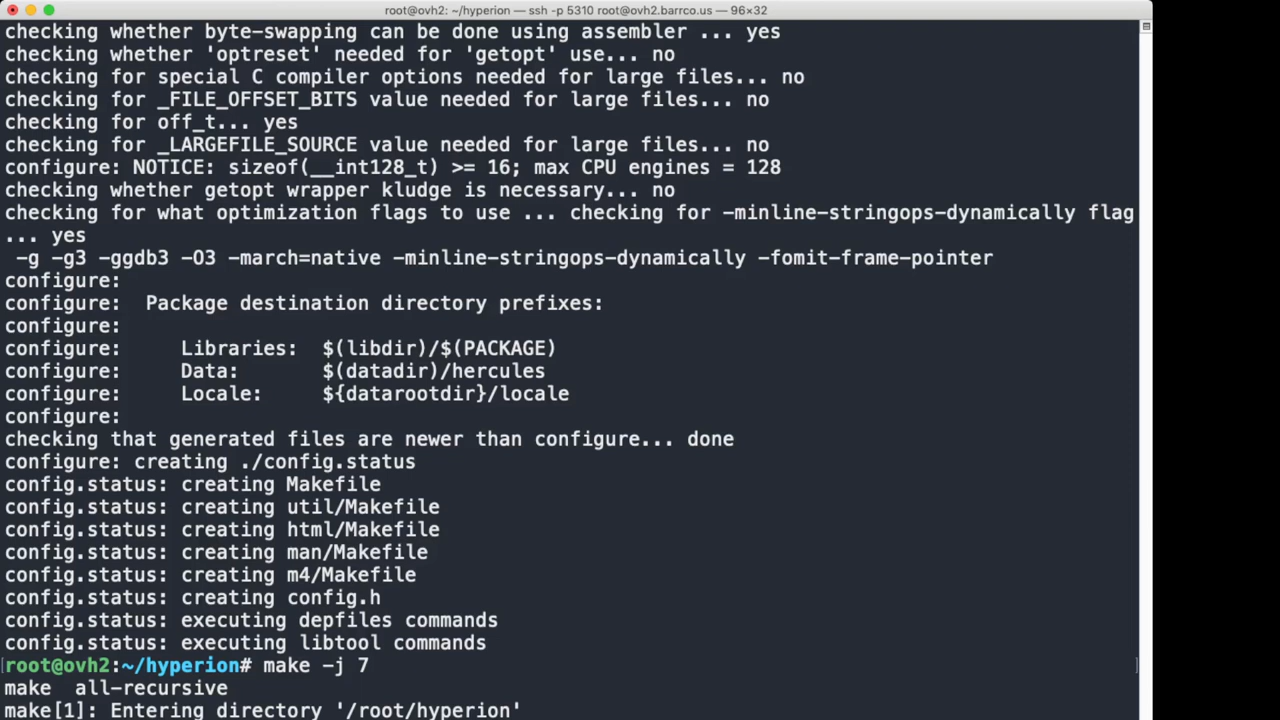 root@ovh2: ~/hyperion — ssh -p 5310 root@ovh2.barrco.us — 96×32
checking whether byte-swapping can be done using assembler ... yes
checking whether 'optreset' needed for 'getopt' use... no
checking for special C compiler options needed for large files... no
checking for _FILE_OFFSET_BITS value needed for large files... no
checking for off_t... yes
checking for _LARGEFILE_SOURCE value needed for large files... no
configure: NOTICE: sizeof(__int128_t) >= 16; max CPU engines = 128
checking whether getopt wrapper kludge is necessary... no
checking for what optimization flags to use ... checking for -minline-stringops-dynamically flag
... yes
 -g -g3 -ggdb3 -O3 -march=native -minline-stringops-dynamically -fomit-frame-pointer
configure:
configure:  Package destination directory prefixes:
configure:
configure:     Libraries:  $(libdir)/$(PACKAGE)
configure:     Data:       $(datadir)/hercules
configure:     Locale:     ${datarootdir}/locale
configure:
checking that generated files are newer than configure... done
configure: creating ./config.status
config.status: creating Makefile
config.status: creating util/Makefile
config.status: creating html/Makefile
config.status: creating man/Makefile
config.status: creating m4/Makefile
config.status: creating config.h
config.status: executing depfiles commands
config.status: executing libtool commands
[root@ovh2:~/hyperion# make -j 7 ]
make  all-recursive
make[1]: Entering directory '/root/hyperion'